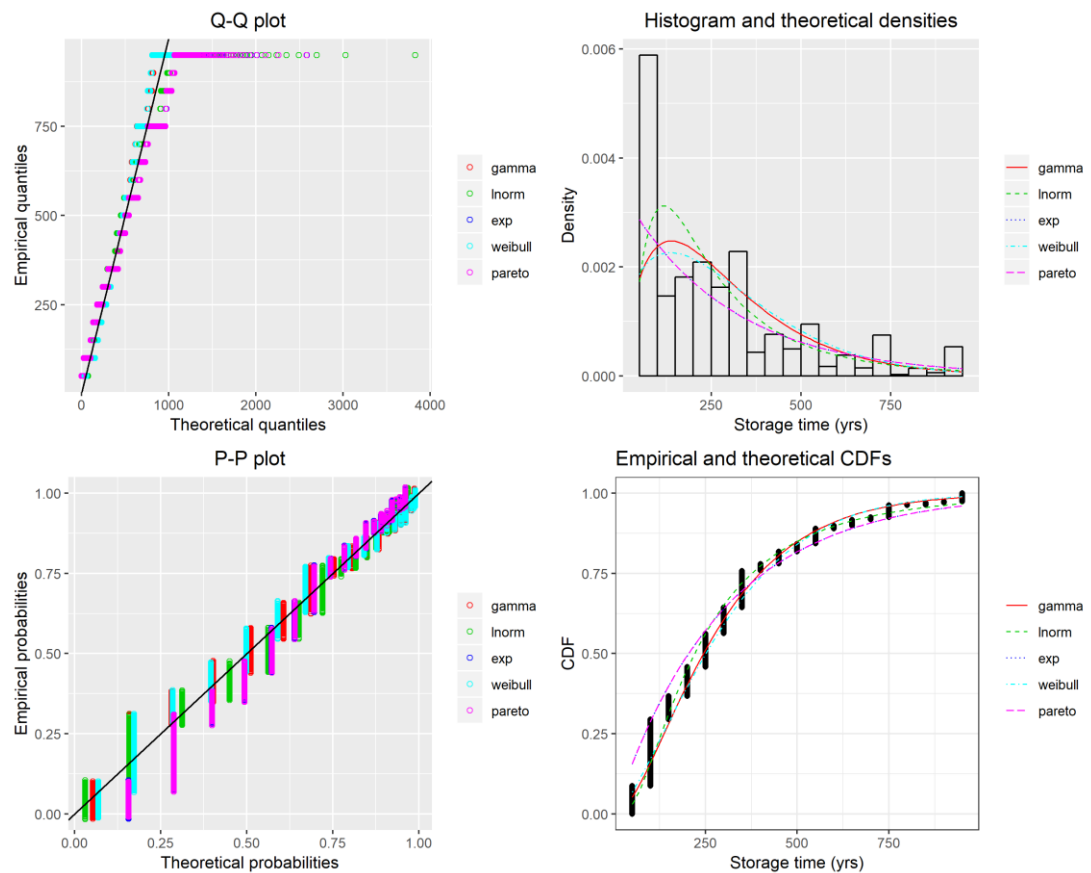 Q-Q plot
Empirical quantiles
750
500
250
0
1000
2000
3000
4000
Theoretical quantiles
gamma
lnorm
exp
weibull
pareto
Histogram and theoretical densities
Density
0.006
0.004
0.002
0.000
250
500
750
Storage time (yrs)
gamma
lnorm
exp
weibull
pareto
P-P plot
Empirical probabilities
1.00
0.75
0.50
0.25
0.00
0.00
0.25
0.50
0.75
1.00
Theoretical probabilities
gamma
lnorm
exp
weibull
pareto
Empirical and theoretical CDFs
CDF
1.00
0.75
0.50
0.25
0.00
250
500
750
Storage time (yrs)
gamma
lnorm
exp
weibull
pareto